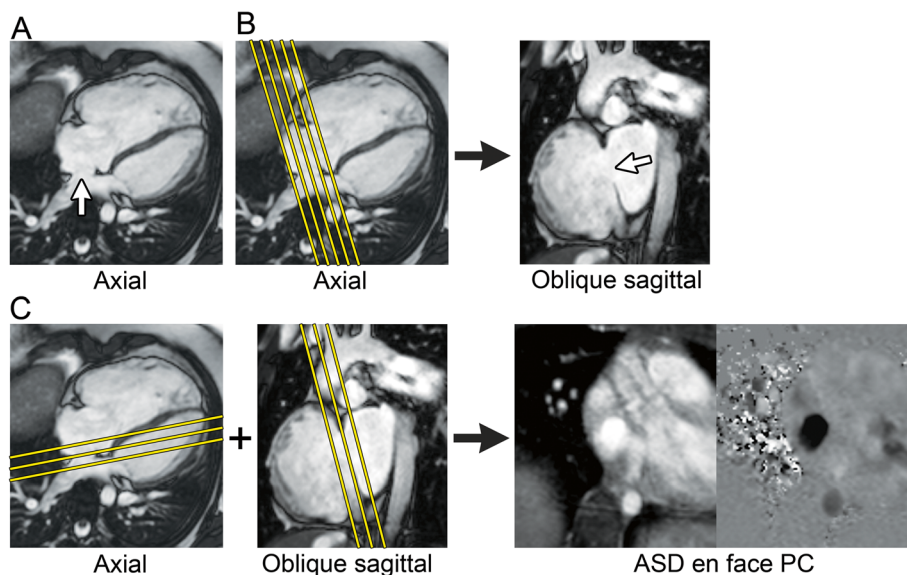 A
B
Axial
Axial
Oblique sagittal
C
+
Axial
Oblique sagittal
ASD en face PC